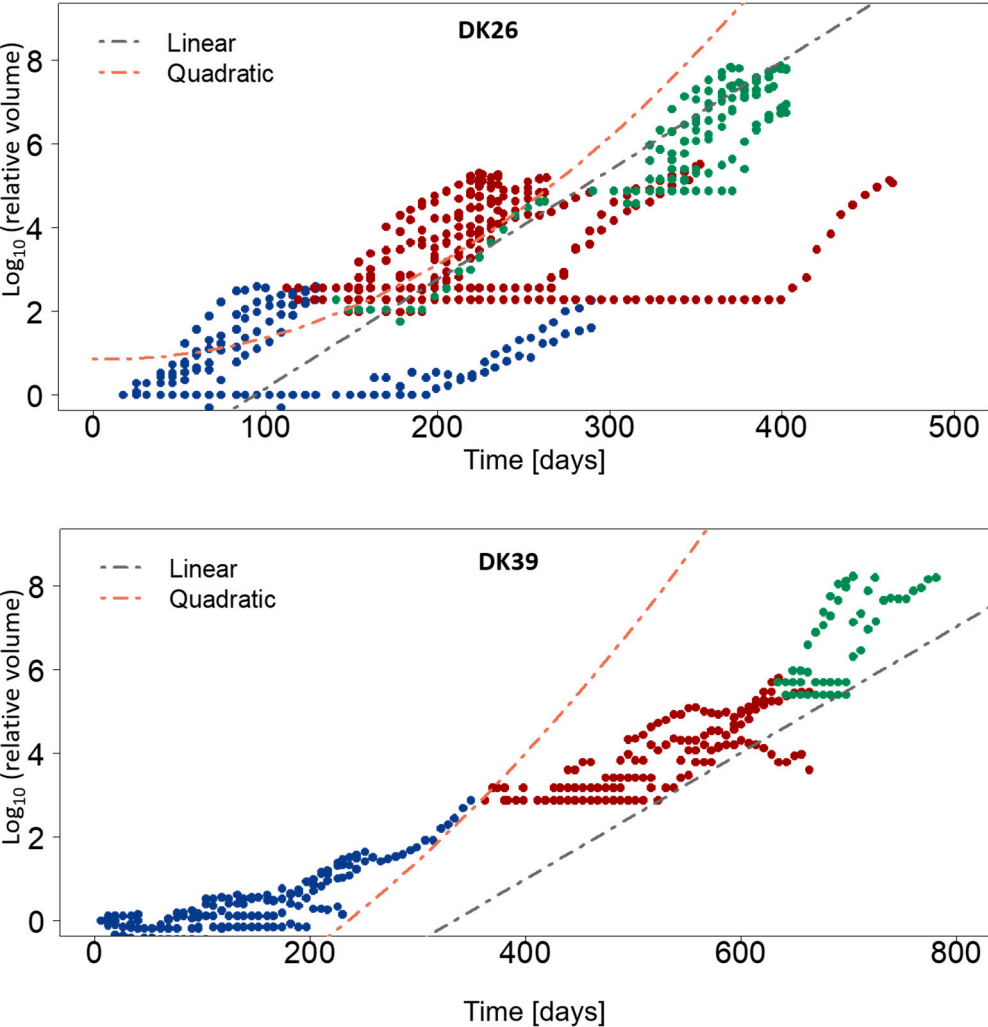 DK26
Linear
Quadratic
Log10 (relative volume)
8
6
4
2
0
0 100 200 300 400 500
Time [days]
DK39
Linear
Quadratic
Log10 (relative volume)
8
6
4
2
0
0 200 400 600 800
Time [days]